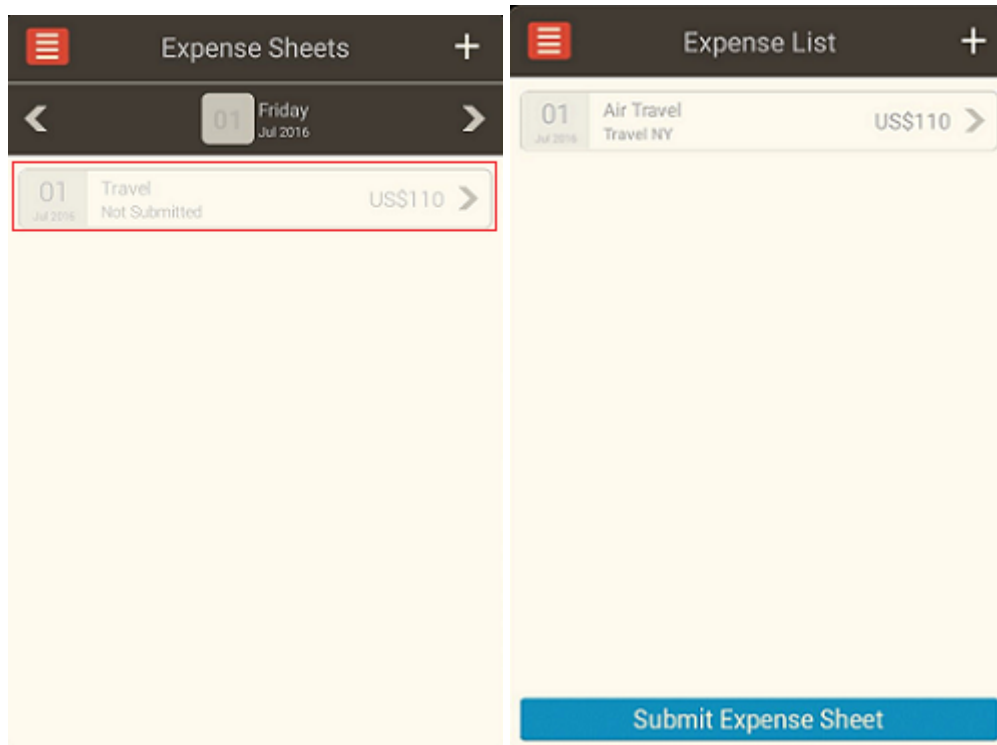 Expense Sheets
01
Friday
Jul 2016
01
Jul 2016
Travel
Not Submitted
US$110
Expense List
01
Jul 2016
Air Travel
Travel NY
US$110
Submit Expense Sheet